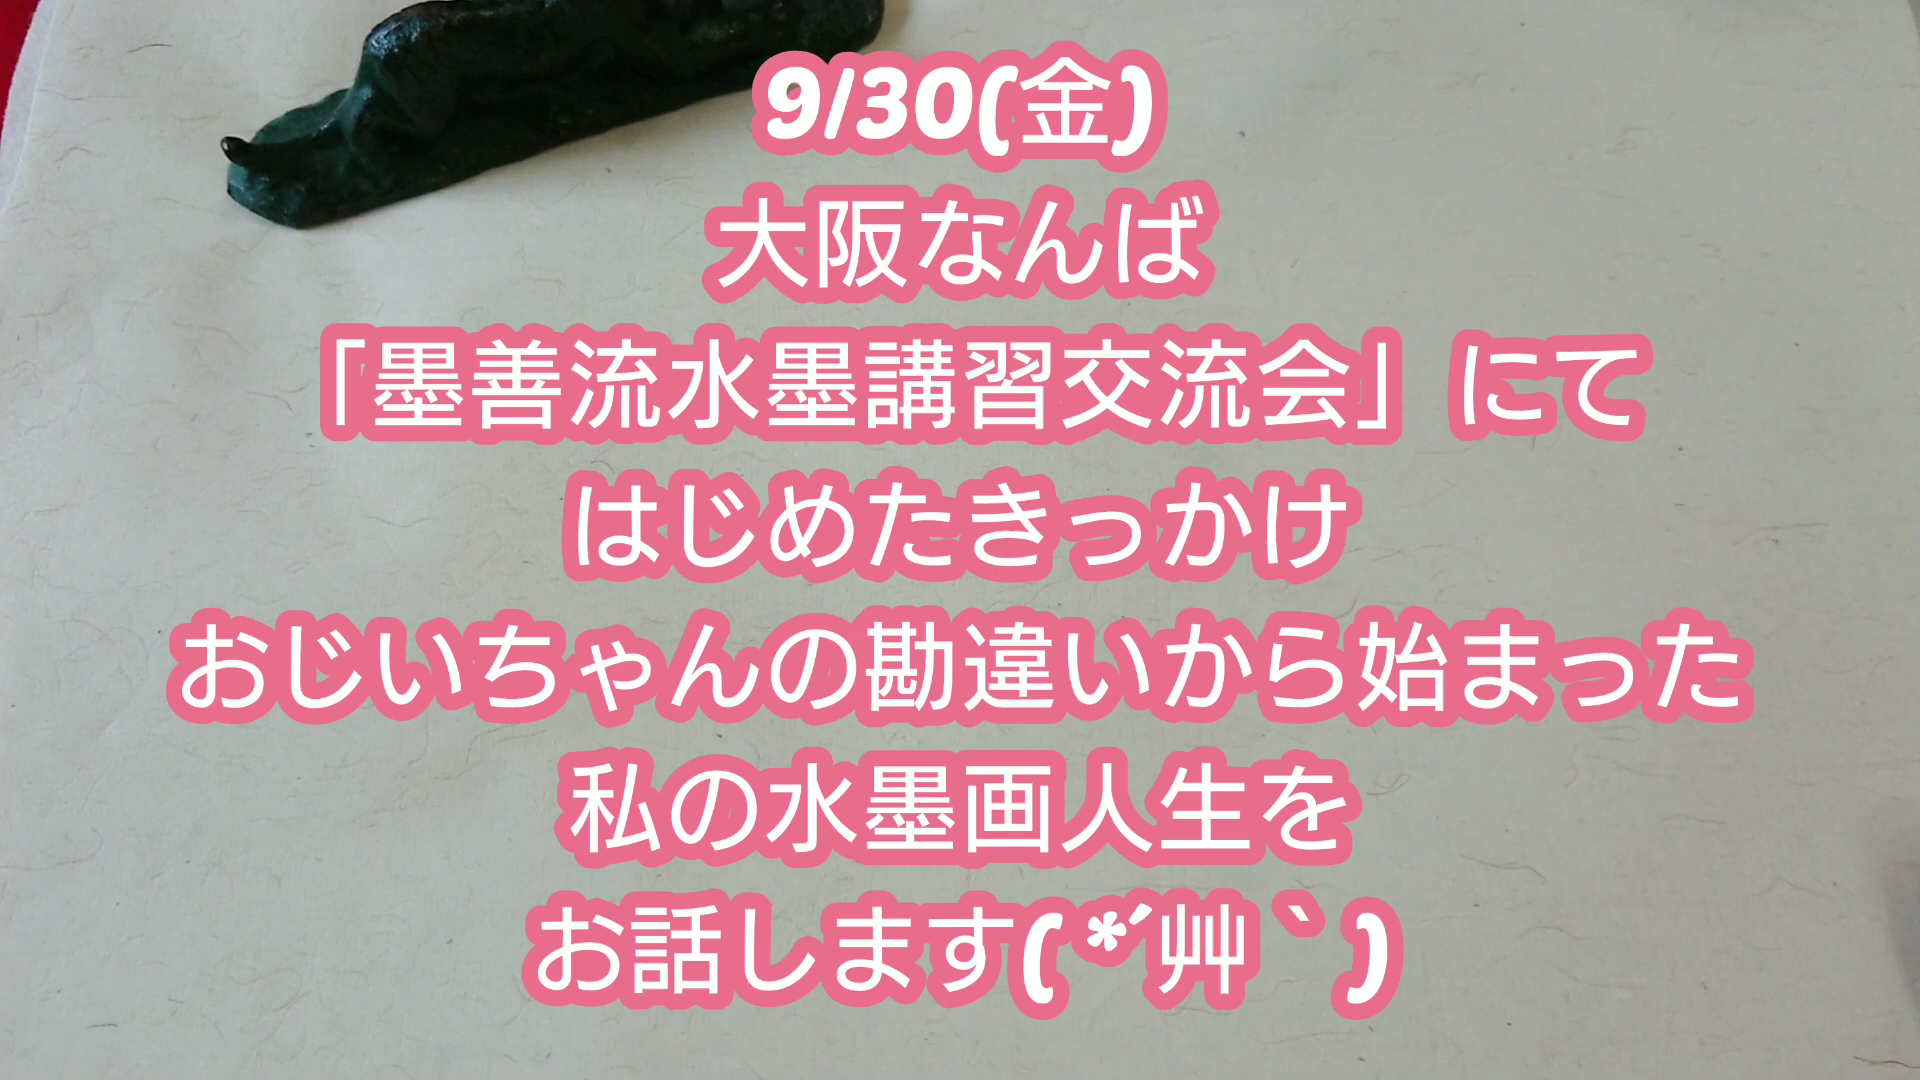 9/30(金)
大阪なんば
「墨善流水墨講習交流会」にて
はじめたきっかけ
おじいちゃんの勘違いから始まった
私の水墨画人生を
お話します( *´艸｀)